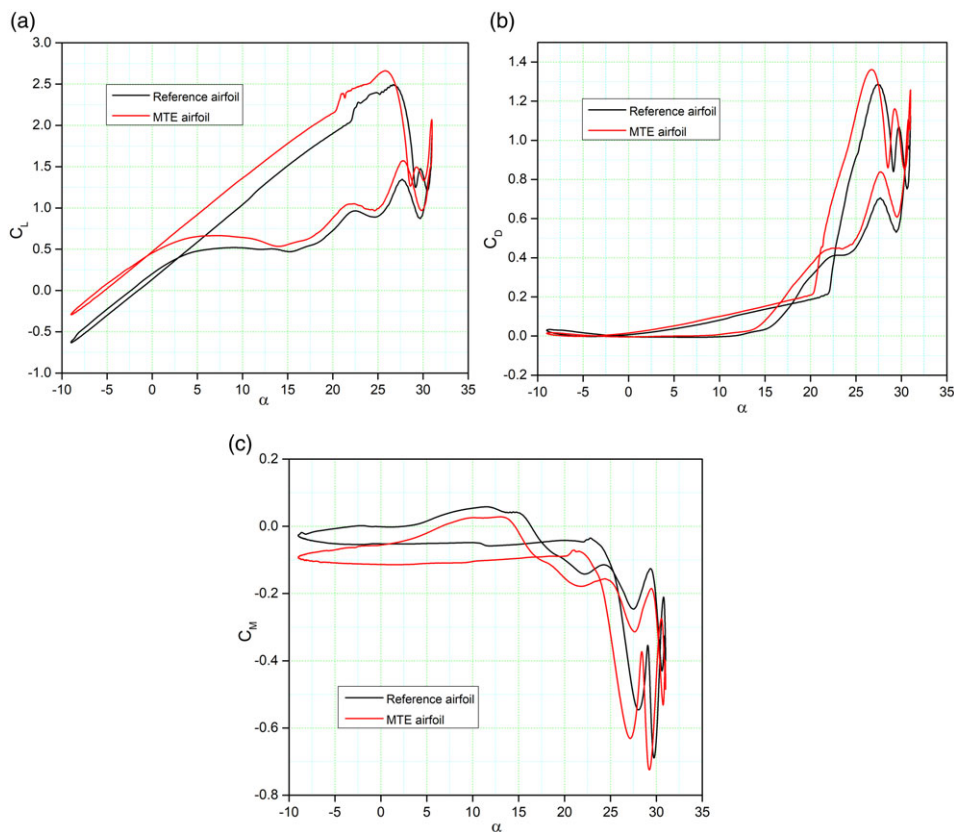 (a)
3.0
2.5
2.0
1.5
1.0
0.5
0.0
-0.5
-1.0
C_L
Reference airfoil
MTE airfoil
-10 -5 0 5 10 15 20 25 30 35
α
(b)
1.4
1.2
1.0
0.8
0.6
0.4
0.2
0.0
-0.2
C_D
Reference airfoil
MTE airfoil
-10 -5 0 5 10 15 20 25 30 35
α
(c)
0.2
0.0
-0.2
-0.4
-0.6
-0.8
C_M
Reference airfoil
MTE airfoil
-10 -5 0 5 10 15 20 25 30 35
α